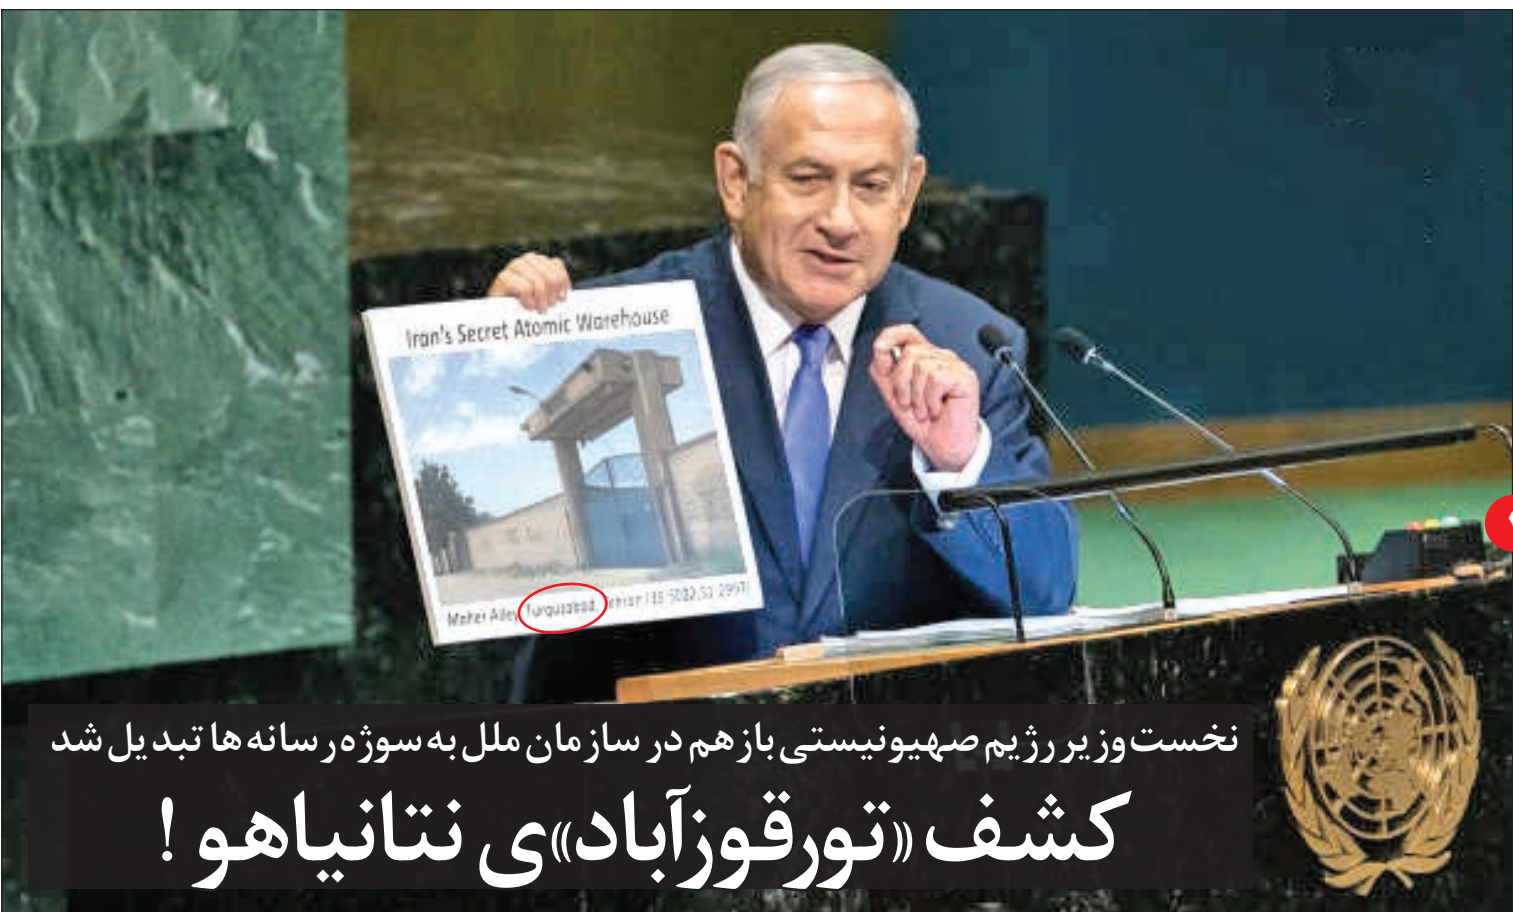 Iran's Secret Atomic Warehouse
Maher Alley, Turquzabad,
نخست‌وزیر رژیم صهیونیستی باز هم در سازمان ملل به سوژه رسانه‌ها تبدیل شد
کشف «تورقوزآباد»ی نتانیاهو !